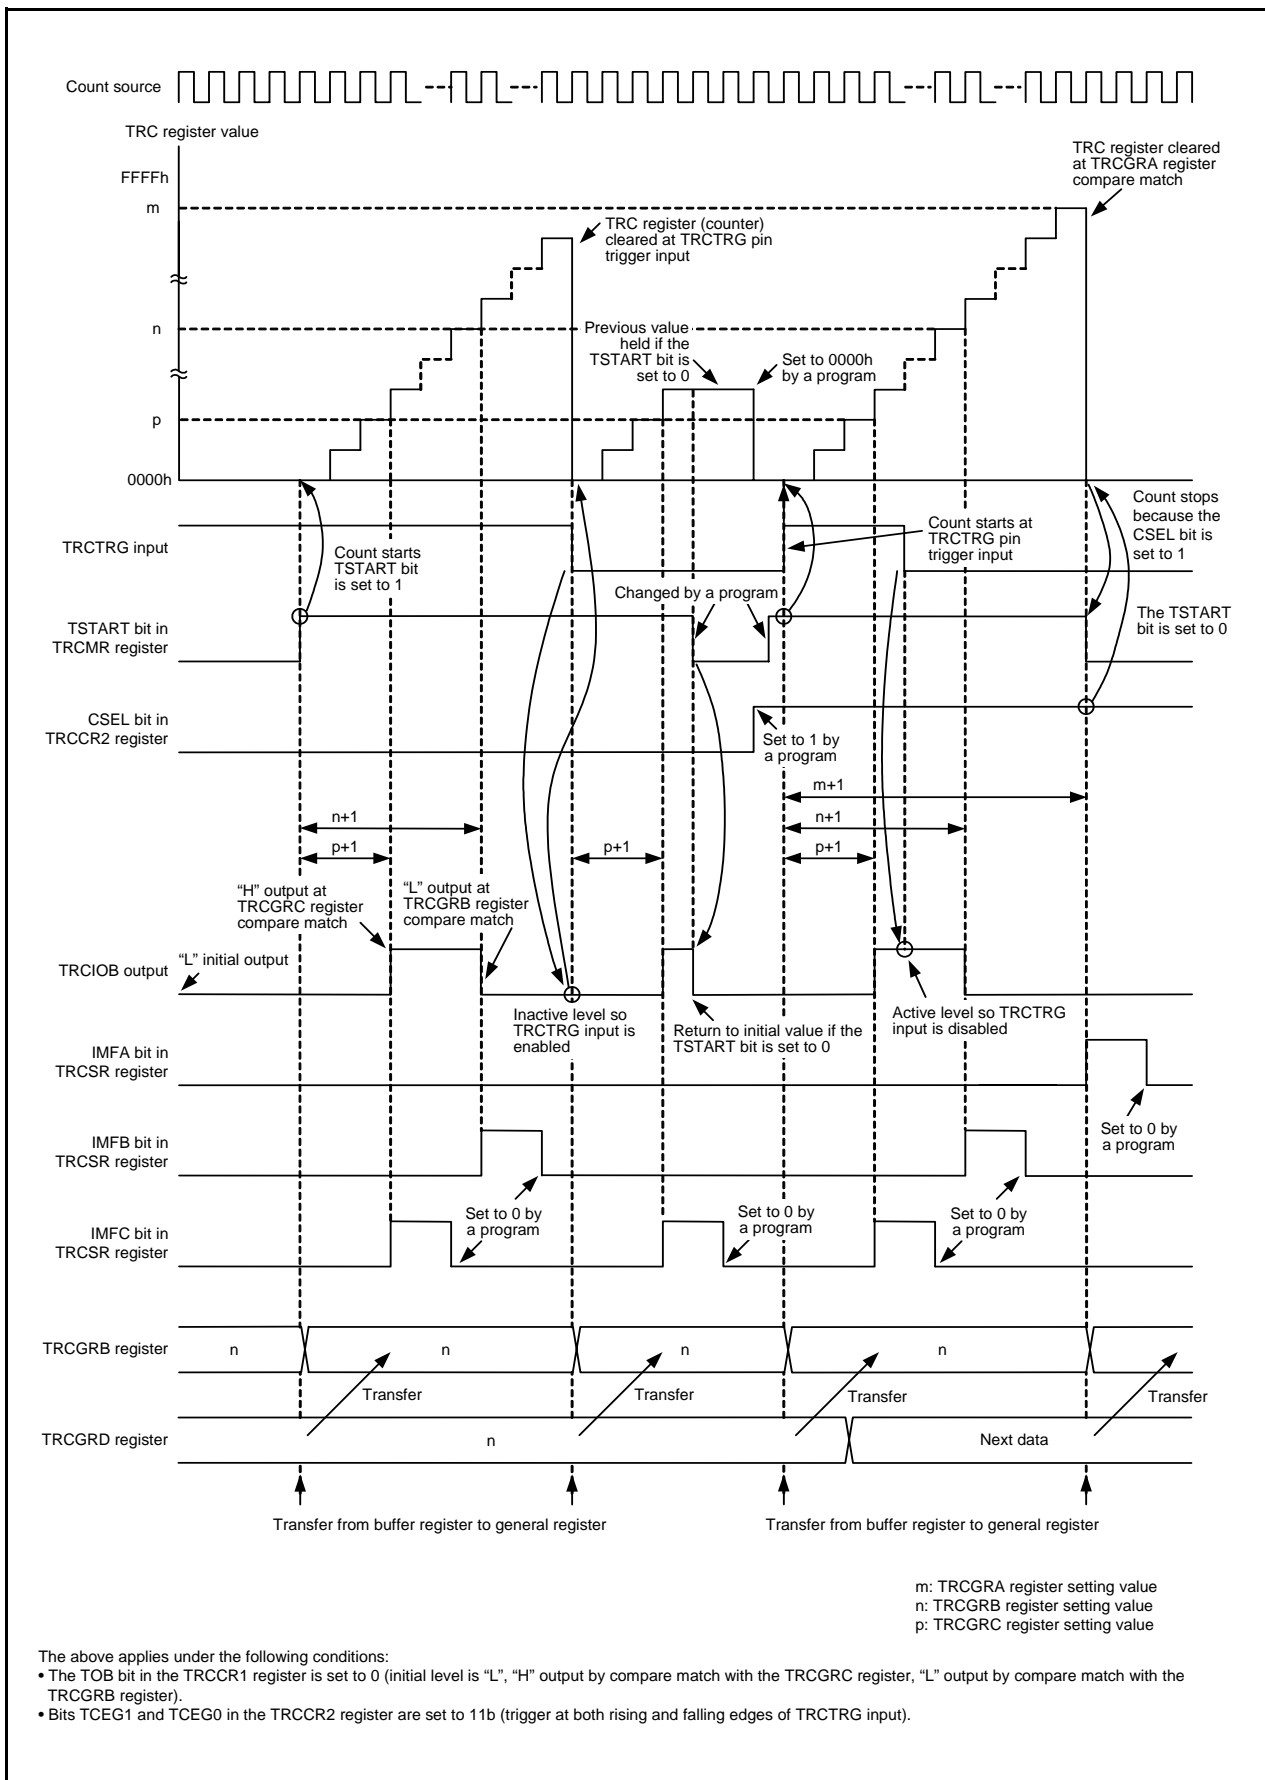 Count source
TRC register value
FFFFh
m
TRC register cleared
at TRCGRA register
compare match
TRC register (counter)
cleared at TRCTRG pin
trigger input
n
Previous value
held if the
TSTART bit is
set to 0
Set to 0000h
by a program
p
0000h
TRCTRG input
Count starts
TSTART bit
is set to 1
Count starts at
TRCTRG pin
trigger input
Count stops
because the
CSEL bit is
set to 1
Changed by a program
TSTART bit in
TRCMR register
The TSTART
bit is set to 0
CSEL bit in
TRCCR2 register
Set to 1 by
a program
m+1
n+1
n+1
p+1
p+1
p+1
“H” output at
TRCGRC register
compare match
“L” output at
TRCGRB register
compare match
“L” initial output
TRCIOB output
Inactive level so
TRCTRG input is
enabled
Return to initial value if the
TSTART bit is set to 0
Active level so TRCTRG
input is disabled
IMFA bit in
TRCSR register
Set to 0 by
a program
IMFB bit in
TRCSR register
Set to 0 by
a program
Set to 0 by
a program
Set to 0 by
a program
IMFC bit in
TRCSR register
TRCGRB register
n
n
n
n
Transfer
Transfer
Transfer
Transfer
TRCGRD register
n
Next data
Transfer from buffer register to general register
Transfer from buffer register to general register
m: TRCGRA register setting value
n: TRCGRB register setting value
p: TRCGRC register setting value
The above applies under the following conditions:
• The TOB bit in the TRCCR1 register is set to 0 (initial level is “L”, “H” output by compare match with the TRCGRC register, “L” output by compare match with the
TRCGRB register).
• Bits TCEG1 and TCEG0 in the TRCCR2 register are set to 11b (trigger at both rising and falling edges of TRCTRG input).